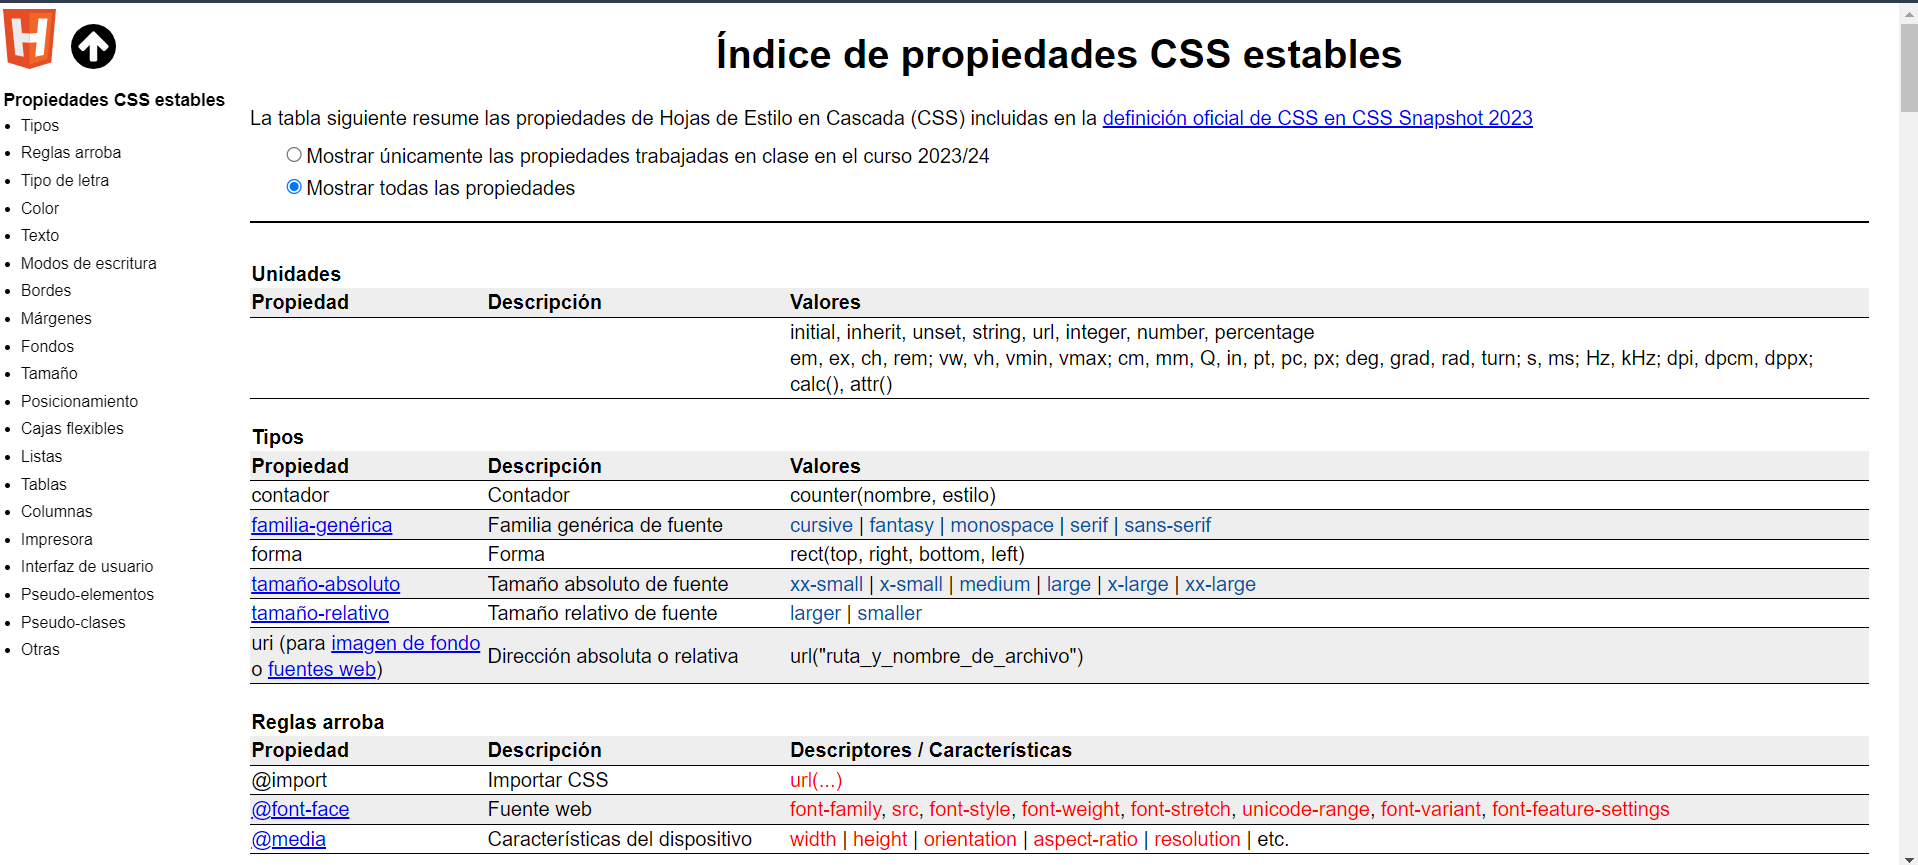 Índice de propiedades CSS estables
Propiedades CSS estables
Tipos
Reglas arroba
Tipo de letra
Color
Texto
Modos de escritura
Bordes
Márgenes
Fondos
Tamaño
Posicionamiento
Cajas flexibles
Listas
Tablas
Columnas
Impresora
Interfaz de usuario
Pseudo-elementos
Pseudo-clases
Otras
La tabla siguiente resume las propiedades de Hojas de Estilo en Cascada (CSS) incluidas en la definición oficial de CSS en CSS Snapshot 2023
Mostrar únicamente las propiedades trabajadas en clase en el curso 2023/24
Mostrar todas las propiedades
Unidades
Propiedad Descripción Valores
initial, inherit, unset, string, url, integer, number, percentage
em, ex, ch, rem; vw, vh, vmin, vmax; cm, mm, Q, in, pt, pc, px; deg, grad, rad, turn; s, ms; Hz, kHz; dpi, dpcm, dppx;
calc(), attr()
Tipos
Propiedad Descripción Valores
contador Contador counter(nombre, estilo)
familia-genérica Familia genérica de fuente cursive | fantasy | monospace | serif | sans-serif
forma Forma rect(top, right, bottom, left)
tamaño-absoluto Tamaño absoluto de fuente xx-small | x-small | medium | large | x-large | xx-large
tamaño-relativo Tamaño relativo de fuente larger | smaller
uri (para imagen de fondo
o fuentes web) Dirección absoluta o relativa url("ruta_y_nombre_de_archivo")
Reglas arroba
Propiedad Descripción Descriptores / Características
@import Importar CSS url(...)
@font-face Fuente web font-family, src, font-style, font-weight, font-stretch, unicode-range, font-variant, font-feature-settings
@media Características del dispositivo width | height | orientation | aspect-ratio | resolution | etc.